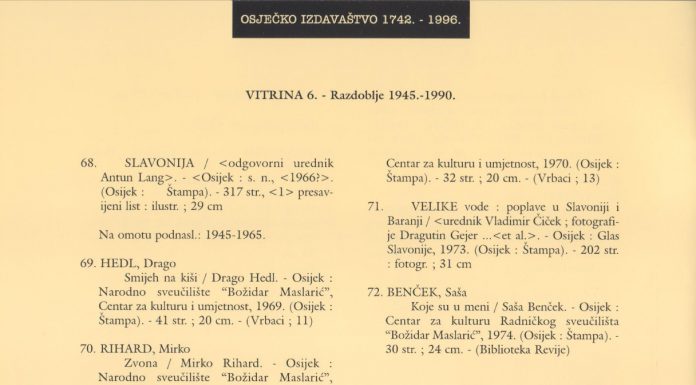 OSJEČKO IZDAVAŠTVO 1742. - 1996.
VITRINA 6. - Razdoblje 1945.-1990.
68. SLAVONIJA / <odgovorni urednik
Antun Lang>. - <Osijek : s. n., <1966?>.
(Osijek : Štampa). - 317 str., <1> presav-
ijeni list : ilustr. ; 29 cm
Na omotu podnasl.: 1945-1965.
69. HEDL, Drago
Smijeh na kiši / Drago Hedl. - Osijek :
Narodno sveučilište “Božidar Maslarić”,
Centar za kulturu i umjetnost, 1969. (Osijek :
Štampa). - 41 str. ; 20 cm. - (Vrbaci ; 11)
70. RIHARD, Mirko
Zvona / Mirko Rihard. - Osijek :
Narodno sveučilište “Božidar Maslarić”,
Centar za kulturu i umjetnost, 1970. (Osijek :
Štampa). - 32 str. ; 20 cm. - (Vrbaci ; 13)
71. VELIKE vode : poplave u Slavoniji i
Baranji / <urednik Vladimir Čiček ; fotografi-
je Dragutin Gejer ...<et al.>. - Osijek : Glas
Slavonije, 1973. (Osijek : Štampa). - 202 str.
: fotogr. ; 31 cm
72. BENČEK, Saša
Koje su u meni / Saša Benček. - Osijek :
Centar za kulturu Radničkog sveučilišta
“Božidar Maslarić”, 1974. (Osijek : Štampa). -
30 str. ; 24 cm. - (Biblioteka Revije)